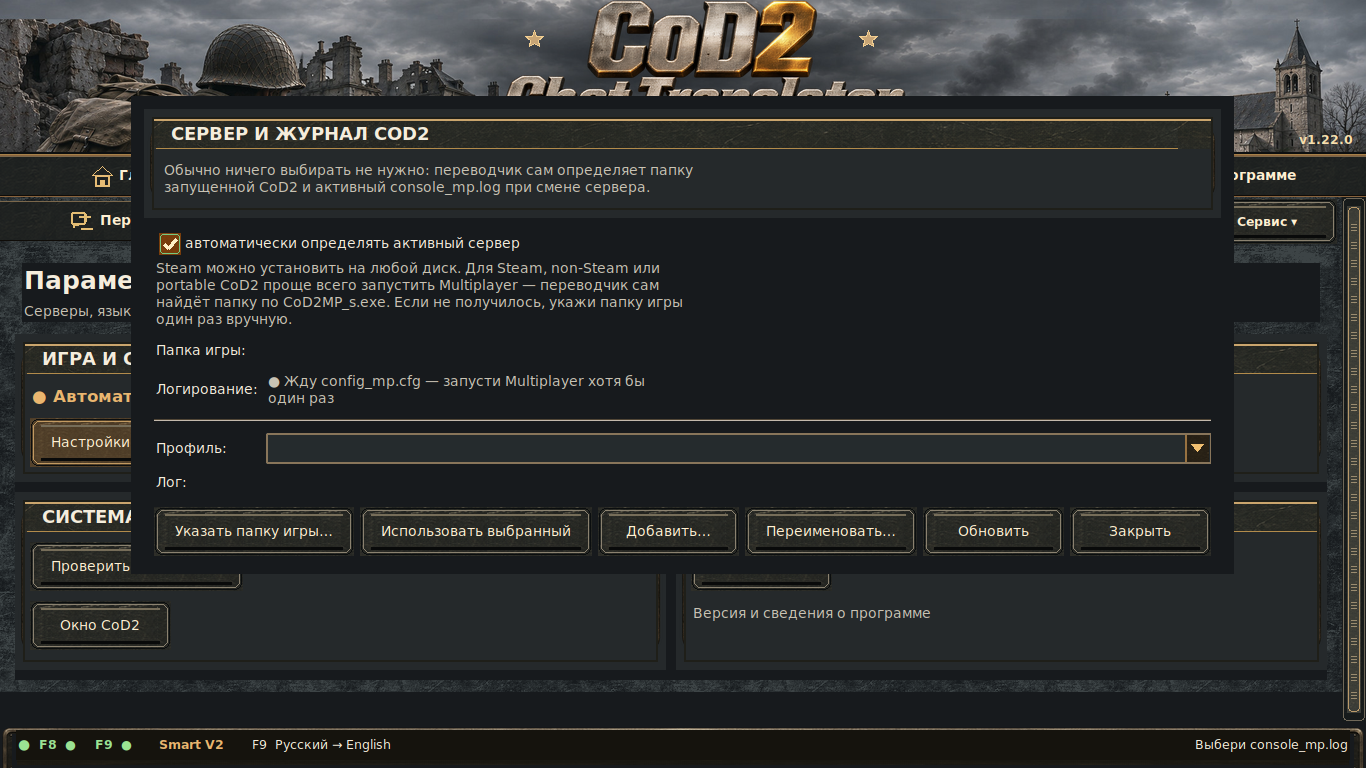 CoD2
Chat Translator
v1.22.0
СЕРВЕР И ЖУРНАЛ COD2
Обычно ничего выбирать не нужно: переводчик сам определяет папку
запущенной CoD2 и активный console_mp.log при смене сервера.
Сервис ▾
автоматически определять активный сервер
Steam можно установить на любой диск. Для Steam, non-Steam или
portable CoD2 проще всего запустить Multiplayer — переводчик сам
найдёт папку по CoD2MP_s.exe. Если не получилось, укажи папку игры
один раз вручную.
Параме
Серверы, язык
Папка игры:
ИГРА И С
Логирование: ● Жду config_mp.cfg — запусти Multiplayer хотя бы
один раз
● Автомат
Настройки
Профиль:
Лог:
СИСТЕМА
Указать папку игры... Использовать выбранный Добавить... Переименовать... Обновить Закрыть
Проверить
Версия и сведения о программе
Окно CoD2
● F8 ● F9 ● Smart V2 F9 Русский → English Выбери console_mp.log